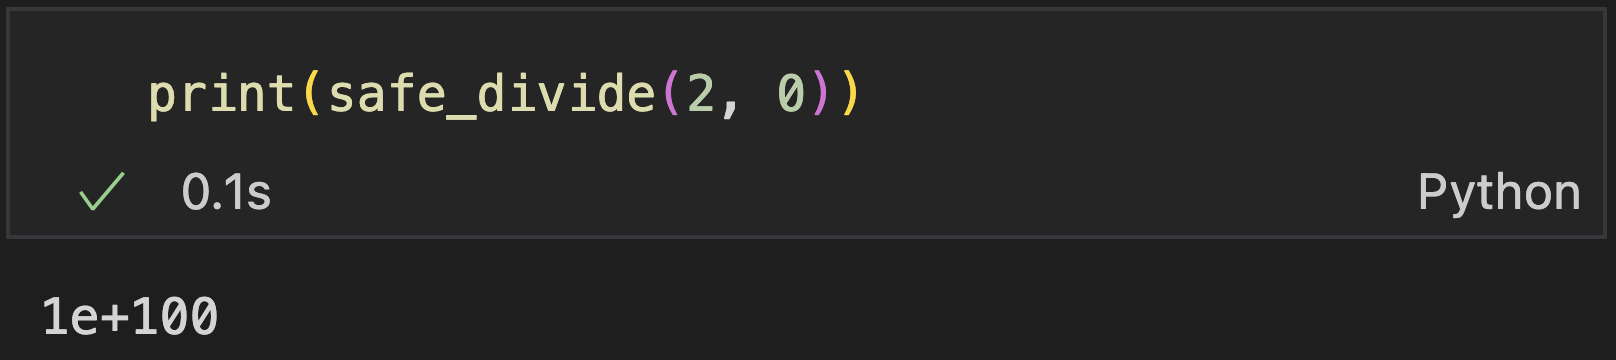 print(safe_divide(2, 0))
0.1s Python
1e+100